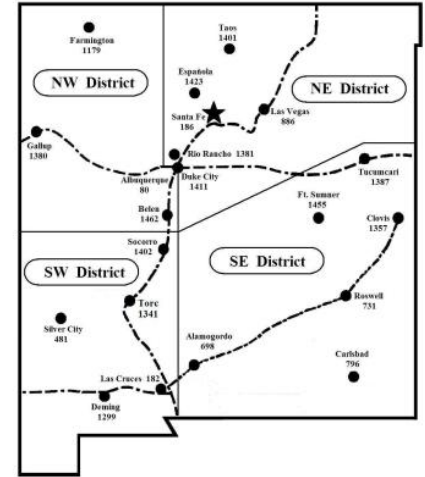 Taos
1401
Farmington
1179
Española
1423
NW District
NE District
Santa Fe
186
Las Vegas
886
Gallup
1380
Rio Rancho 1381
Albuquerque
80
Duke City
1411
Tucumcari
1387
Ft. Sumner
1455
Belen
1462
Clovis
1357
Socorro
1402
SW District
SE District
Torc
1341
Roswell
731
Silver City
481
Alamogordo
698
Carlsbad
796
Las Cruces 182
Deming
1299